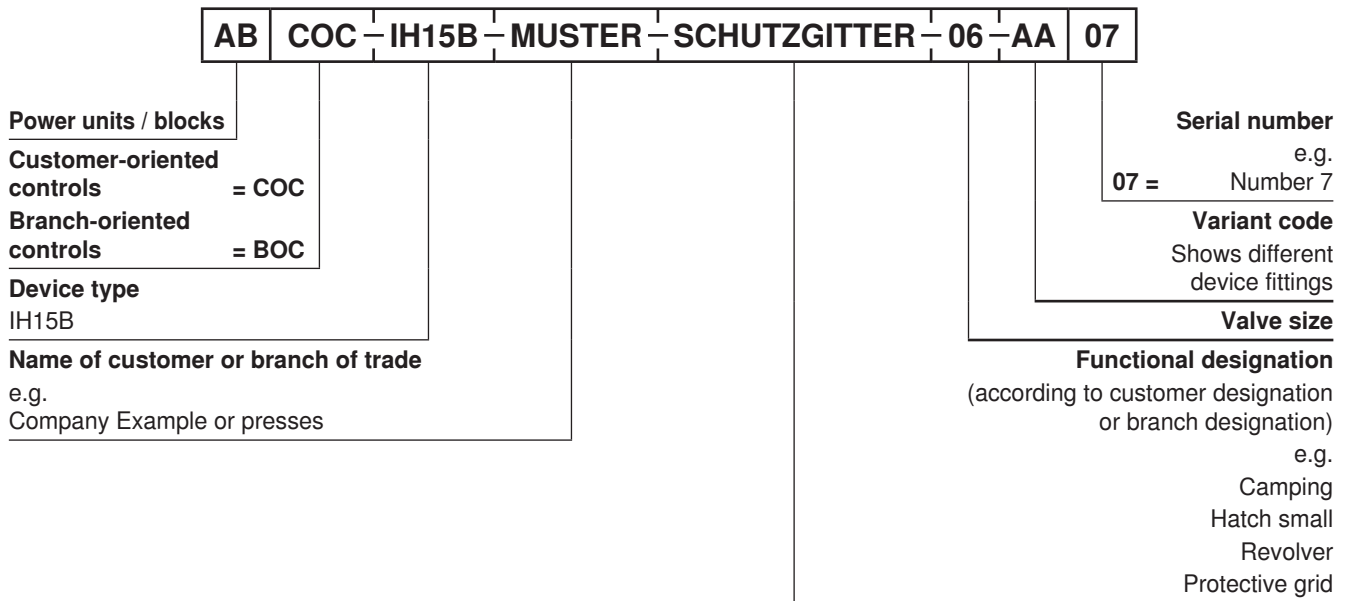 AB COC – IH15B – MUSTER – SCHUTZGITTER – 06 – AA 07
Power units / blocks
Customer-oriented
controls = COC
Branch-oriented
controls = BOC
Device type
IH15B
Name of customer or branch of trade
e.g.
Company Example or presses
Serial number
e.g.
07 = Number 7
Variant code
Shows different
device fittings
Valve size
Functional designation
(according to customer designation
or branch designation)
e.g.
Camping
Hatch small
Revolver
Protective grid